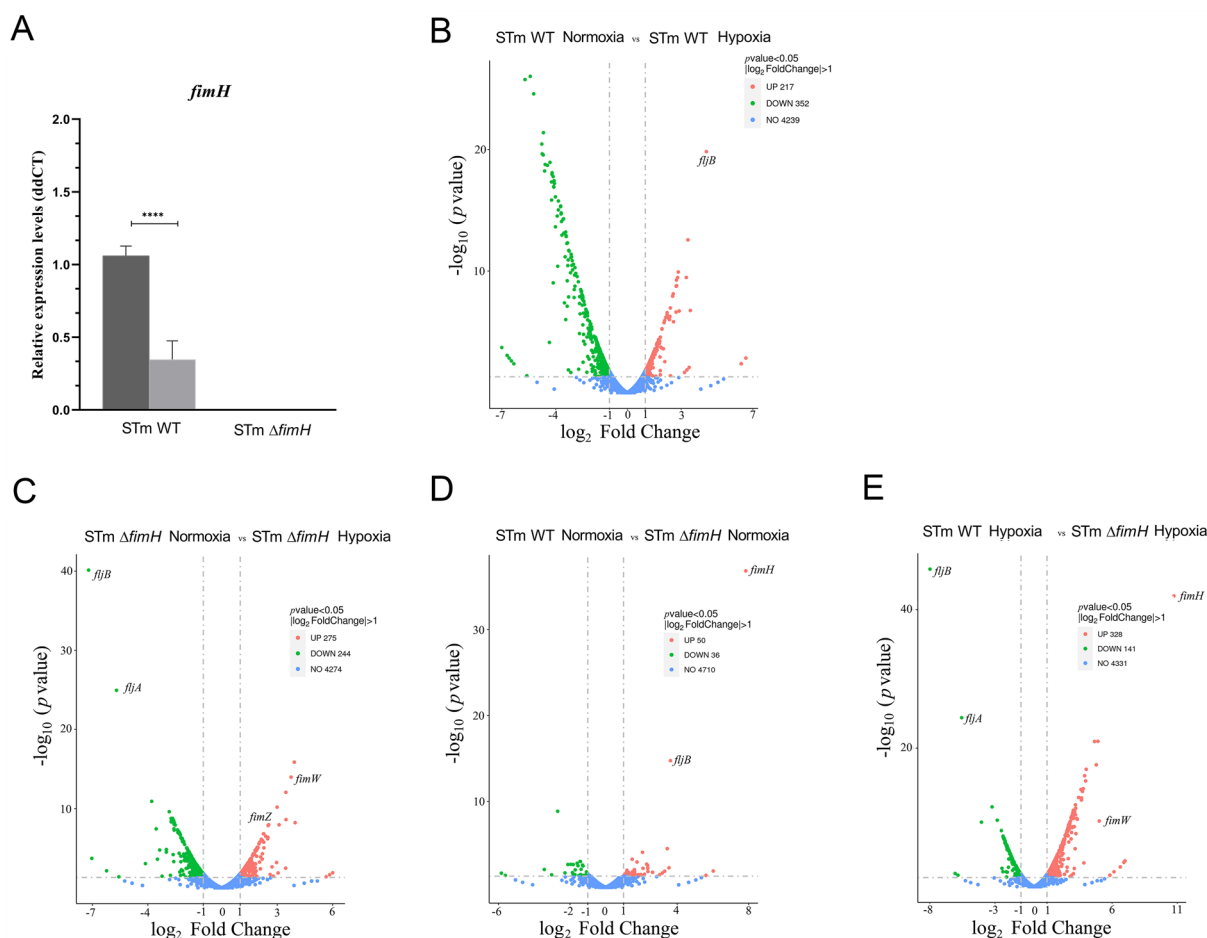 A
fimH
Relative expression levels (ddCT)
2.0
1.5
1.0
0.5
0.0
****
STm WT
STm ΔfimH
B
STm WT Normoxia vs STm WT Hypoxia
pvalue<0.05
|log2 FoldChange|>1
UP 217
DOWN 352
NO 4239
fljB
-log10 (p value)
20
10
-7 -4 -1 0 1 3 7
log2 Fold Change
C
STm ΔfimH Normoxia vs STm ΔfimH Hypoxia
pvalue<0.05
|log2 FoldChange|>1
UP 275
DOWN 244
NO 4274
fljB
fljA
fimW
fimZ
-log10 (p value)
40
30
20
10
0
-7 -4 -1 0 1 3 6
log2 Fold Change
D
STm WT Normoxia vs STm ΔfimH Normoxia
pvalue<0.05
|log2 FoldChange|>1
UP 50
DOWN 36
NO 4710
fimH
fljB
-log10 (p value)
30
20
10
-6 -4 -2 -1 0 1 4 8
log2 Fold Change
E
STm WT Hypoxia vs STm ΔfimH Hypoxia
pvalue<0.05
|log2 FoldChange|>1
UP 328
DOWN 141
NO 4331
fljB
fimH
fljA
fimW
-log10 (p value)
40
20
-8 -3 -1 0 1 6 11
log2 Fold Change